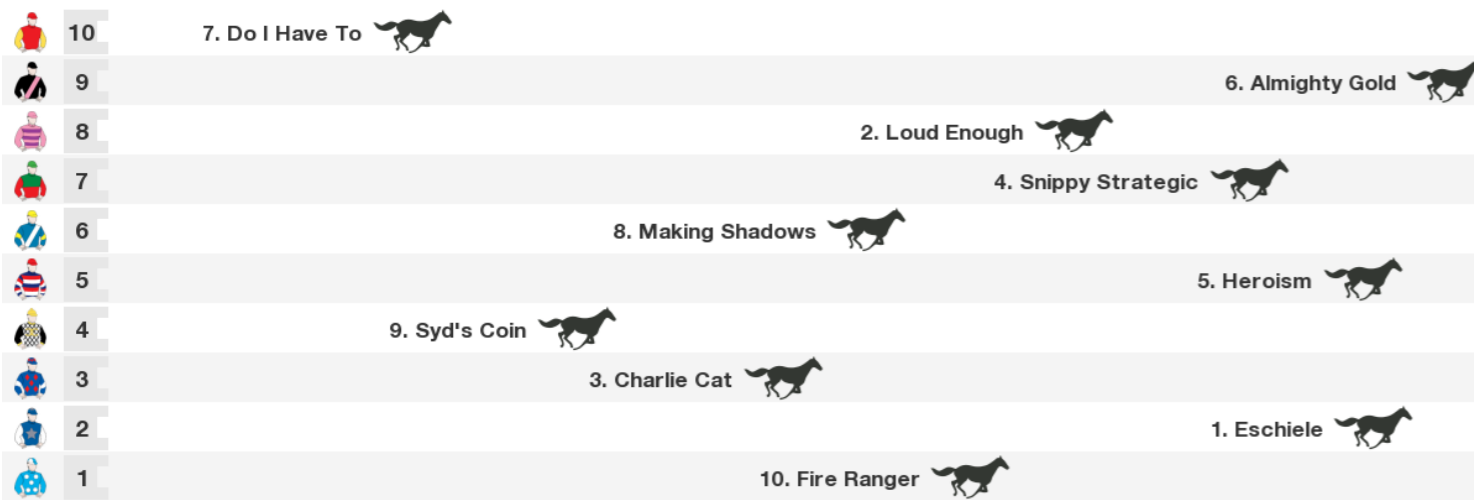 10 7. Do I Have To
9 6. Almighty Gold
8 2. Loud Enough
7 4. Snippy Strategic
6 8. Making Shadows
5 5. Heroism
4 9. Syd's Coin
3 3. Charlie Cat
2 1. Eschiele
1 10. Fire Ranger